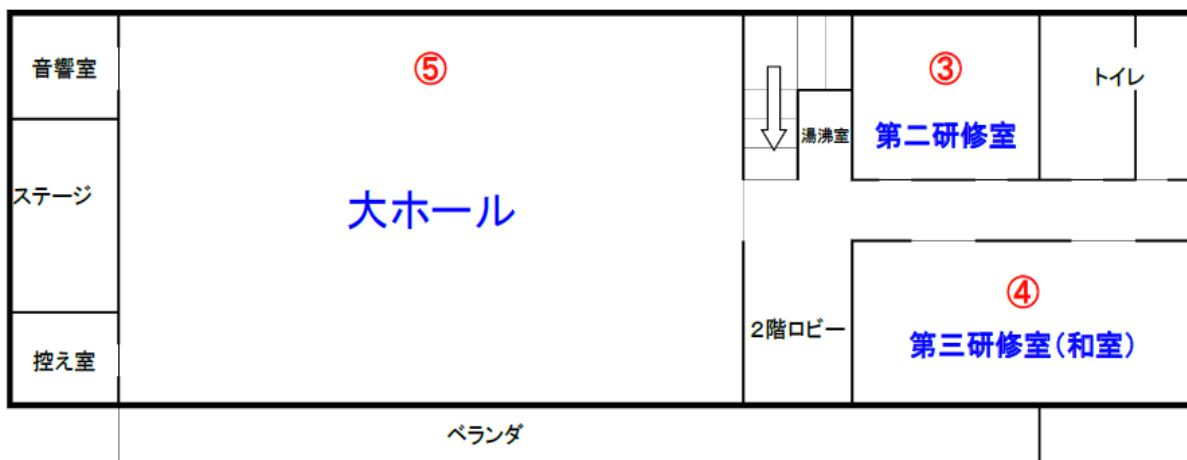 音響室
⑤
③
トイレ
湯沸室
第二研修室
ステージ
大ホール
④
2階ロビー
第三研修室(和室)
控え室
ベランダ